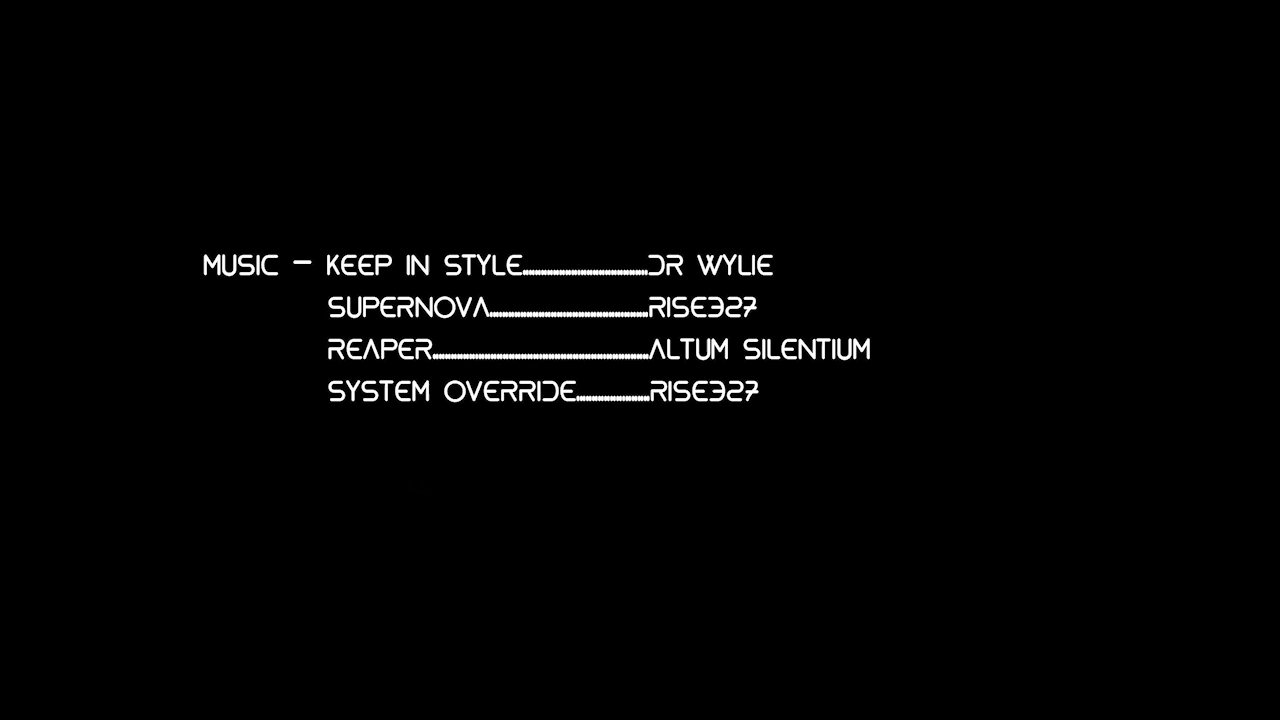 MUSIC - KEEP IN STYLE..............................DR WYLIE
SUPERNOVA......................................RISE327
REAPER....................................................ALTUM SILENTIUM
SYSTEM OVERRIDE.................RISE327